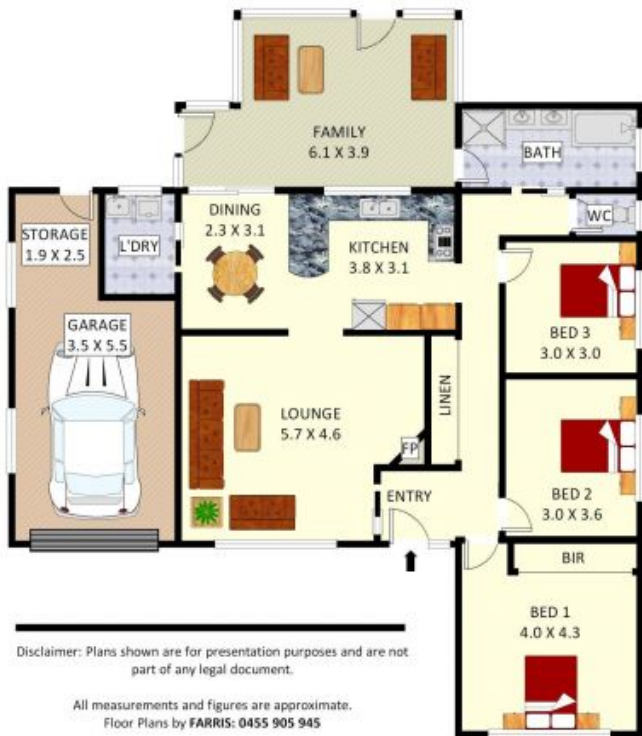 FAMILY
6.1 X 3.9
BATH
DINING
2.3 X 3.1
KITCHEN
3.8 X 3.1
WC
STORAGE
1.9 X 2.5
L'DRY
GARAGE
3.5 X 5.5
BED 3
3.0 X 3.0
LOUNGE
5.7 X 4.6
LINEN
FP
ENTRY
BED 2
3.0 X 3.6
BIR
BED 1
4.0 X 4.3
Disclaimer: Plans shown are for presentation purposes and are not
part of any legal document.
All measurements and figures are approximate.
Floor Plans by FARRIS: 0455 905 945